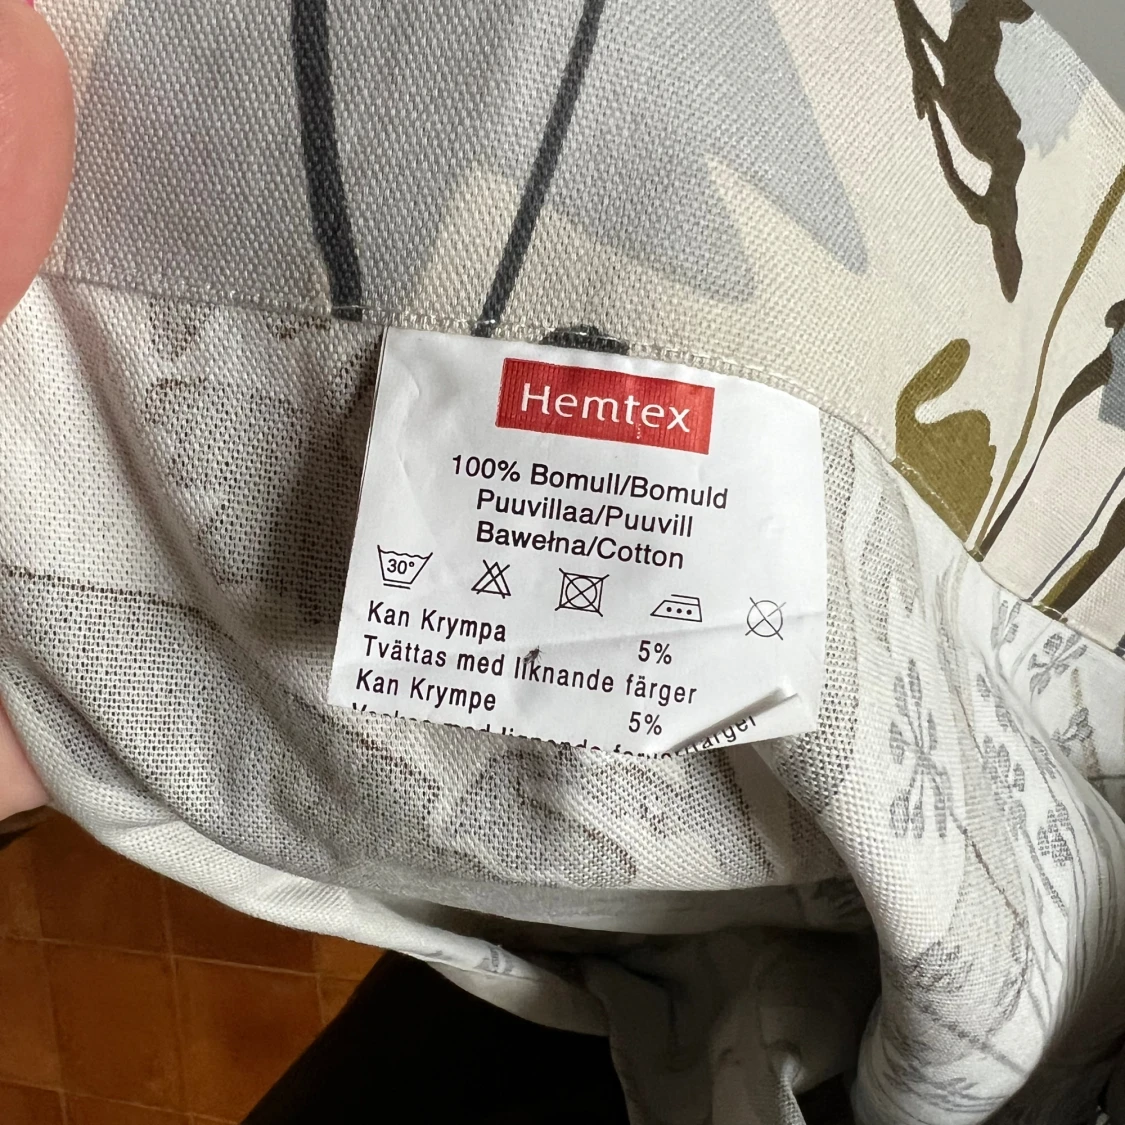 Hemtex
100% Bomull/Bomuld
Puuvillaa/Puuvill
Bawełna/Cotton
30°
Kan Krympa 5%
Tvättas med liknande färger
Kan Krympe 5%